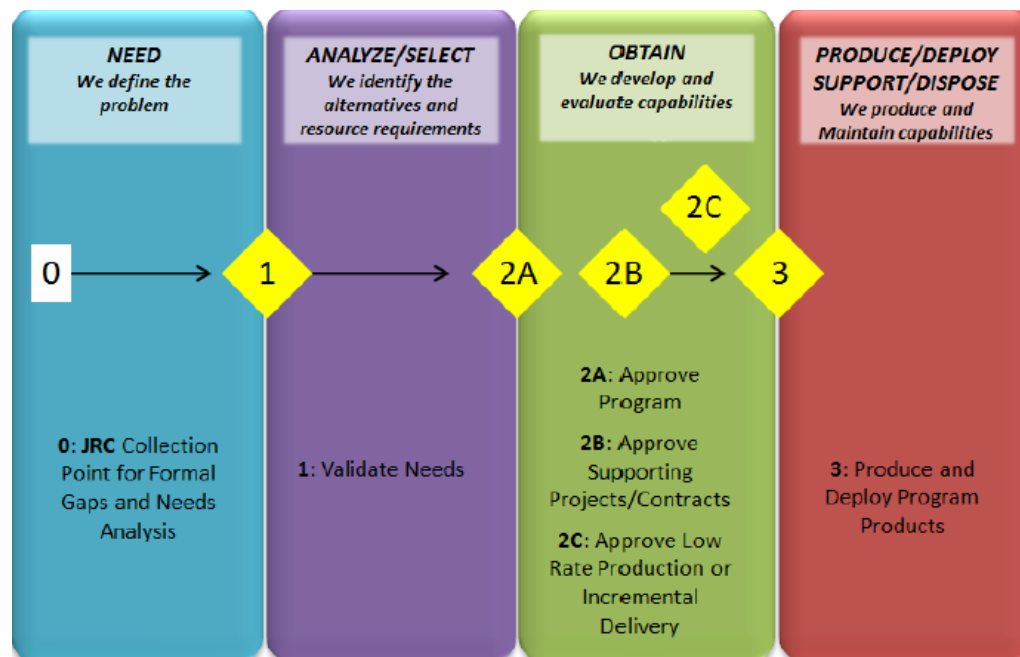 NEED
We define the
problem
ANALYZE/SELECT
We identify the
alternatives and
resource requirements
OBTAIN
We develop and
evaluate capabilities
PRODUCE/DEPLOY
SUPPORT/DISPOSE
We produce and
Maintain capabilities
0
1
2A
2B
2C
3
0: JRC Collection
Point for Formal
Gaps and Needs
Analysis
1: Validate Needs
2A: Approve
Program
2B: Approve
Supporting
Projects/Contracts
2C: Approve Low
Rate Production or
Incremental
Delivery
3: Produce and
Deploy Program
Products